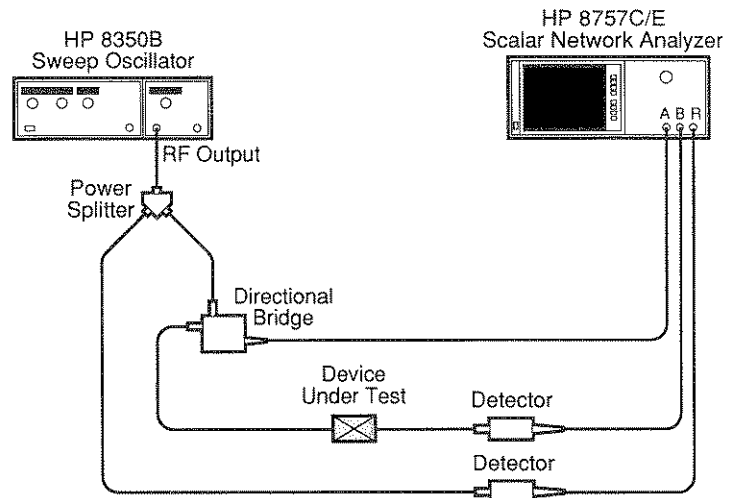 HP 8350B
Sweep Oscillator
HP 8757C/E
Scalar Network Analyzer
A B R
RF Output
Power
Splitter
Directional
Bridge
Device
Under Test
Detector
Detector